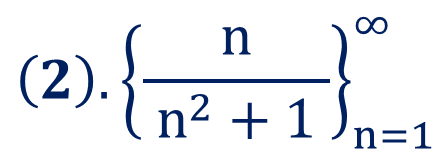 (2). { n / (n² + 1) }∞ n=1